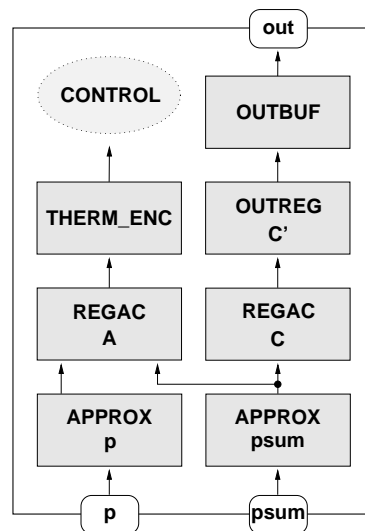 out
CONTROL
OUTBUF
THERM_ENC
OUTREG
C'
REGAC
A
REGAC
C
APPROX
p
APPROX
psum
p
psum